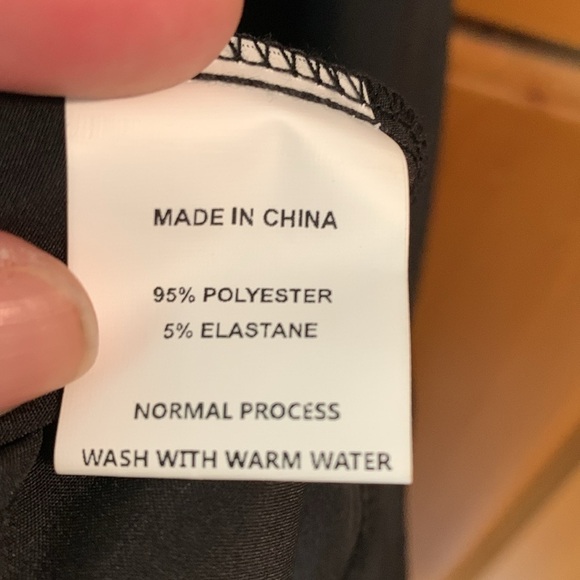 MADE IN CHINA
95% POLYESTER
5% ELASTANE
NORMAL PROCESS
WASH WITH WARM WATER